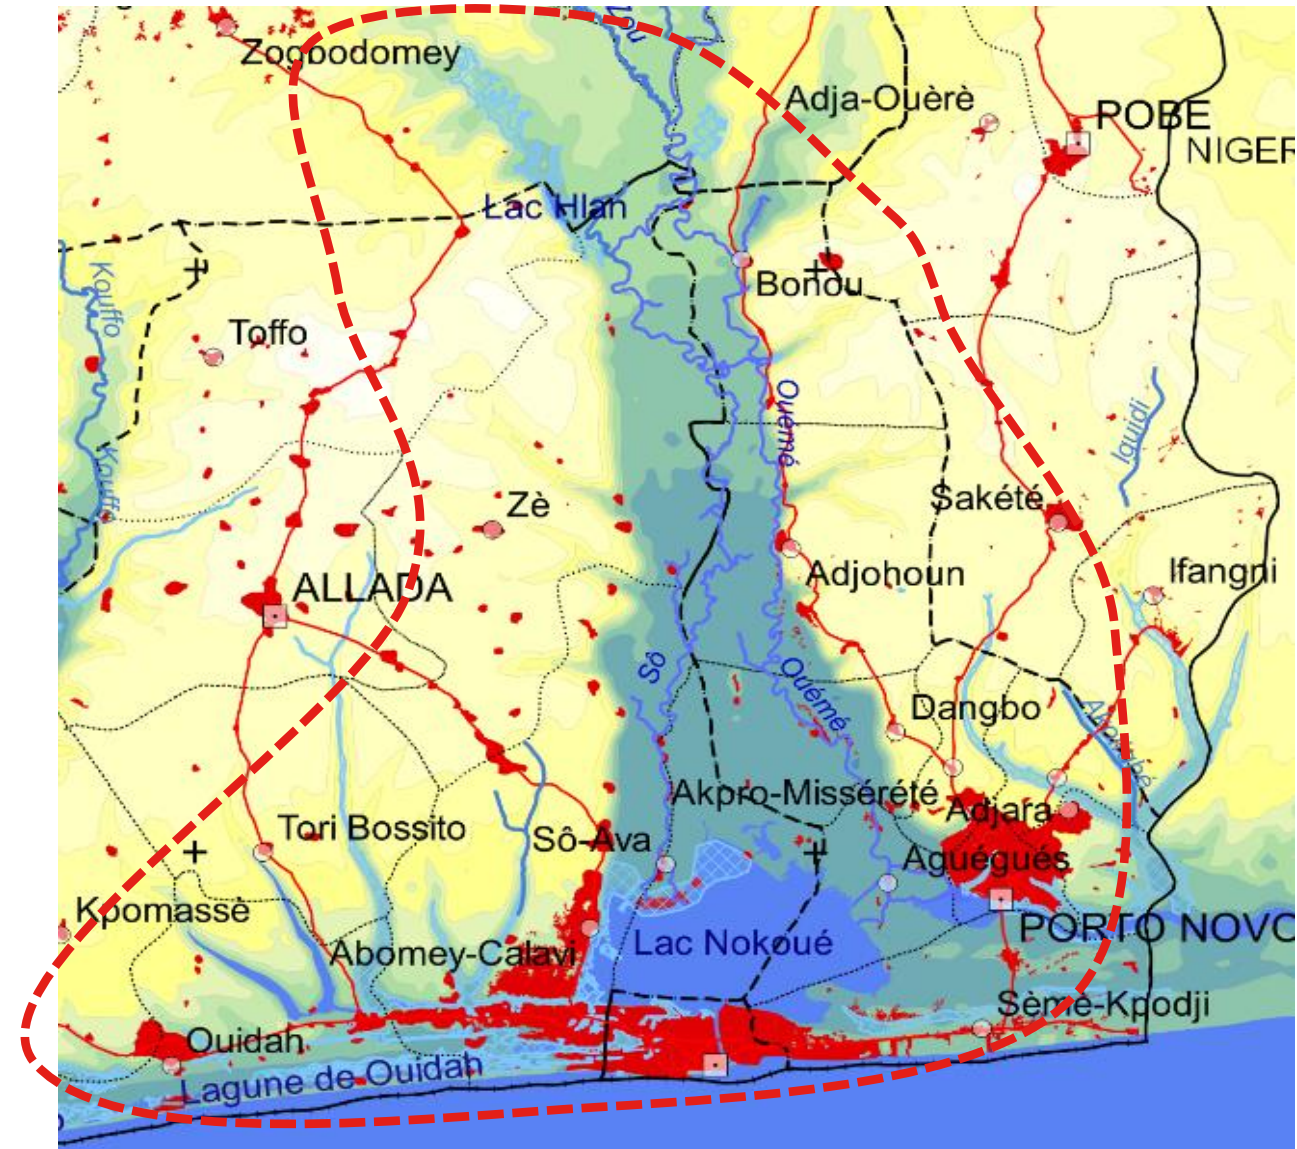 Zogbodomey
Adja-Ouèrè
POBE
NIGER
Lac Hlan
Bonou
Kouffo
Toffo
Ouémé
Iguidi
Kouffo
Zè
Sakété
Ifangni
Adjohoun
ALLADA
Sô
Ouémé
Dangbo
Akpro-Missérété
Adjara
Tori Bossito
Sô-Ava
Aguégués
Kpomassè
PORTO NOVO
Abomey-Calavi
Lac Nokoué
Sèmè-Kpodji
Ouidah
Lagune de Ouidah